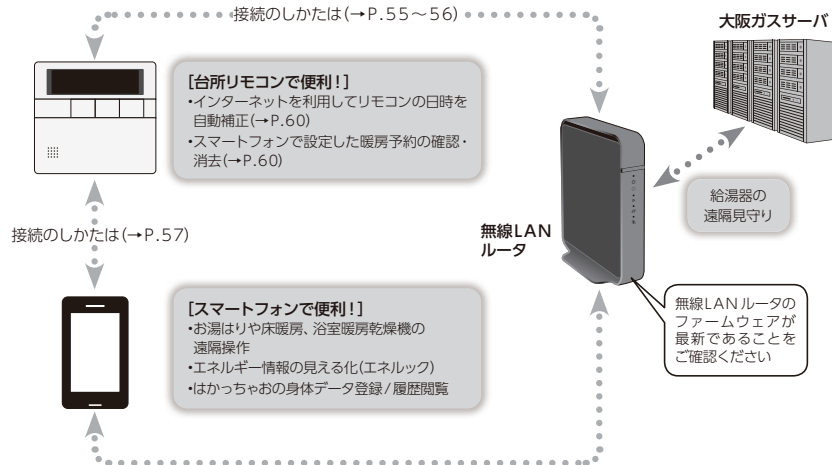 接続のしかたは(→P.55～56)
大阪ガスサーバ
[台所リモコンで便利!]
•インターネットを利用してリモコンの日時を
自動補正(→P.60)
•スマートフォンで設定した暖房予約の確認・
消去(→P.60)
給湯器の
遠隔見守り
接続のしかたは(→P.57)
無線LAN
ルータ
[スマートフォンで便利!]
•お湯はりや床暖房、浴室暖房乾燥機の
遠隔操作
•エネルギー情報の見える化(エネルック)
•はかっちゃおの身体データ登録/履歴閲覧
無線LANルータの
ファームウェアが
最新であることを
ご確認ください